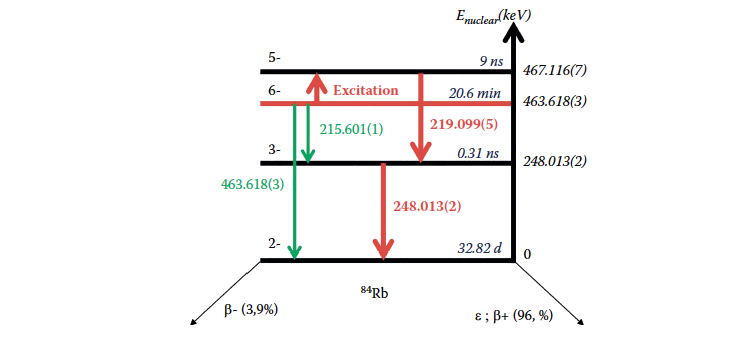 E_nuclear(keV)
5-
9 ns
467.116(7)
6-
Excitation
20.6 min
463.618(3)
215.601(1)
219.099(5)
3-
0.31 ns
248.013(2)
463.618(3)
248.013(2)
2-
32.82 d
0
⁸⁴Rb
β- (3,9%)
ε ; β+ (96, %)